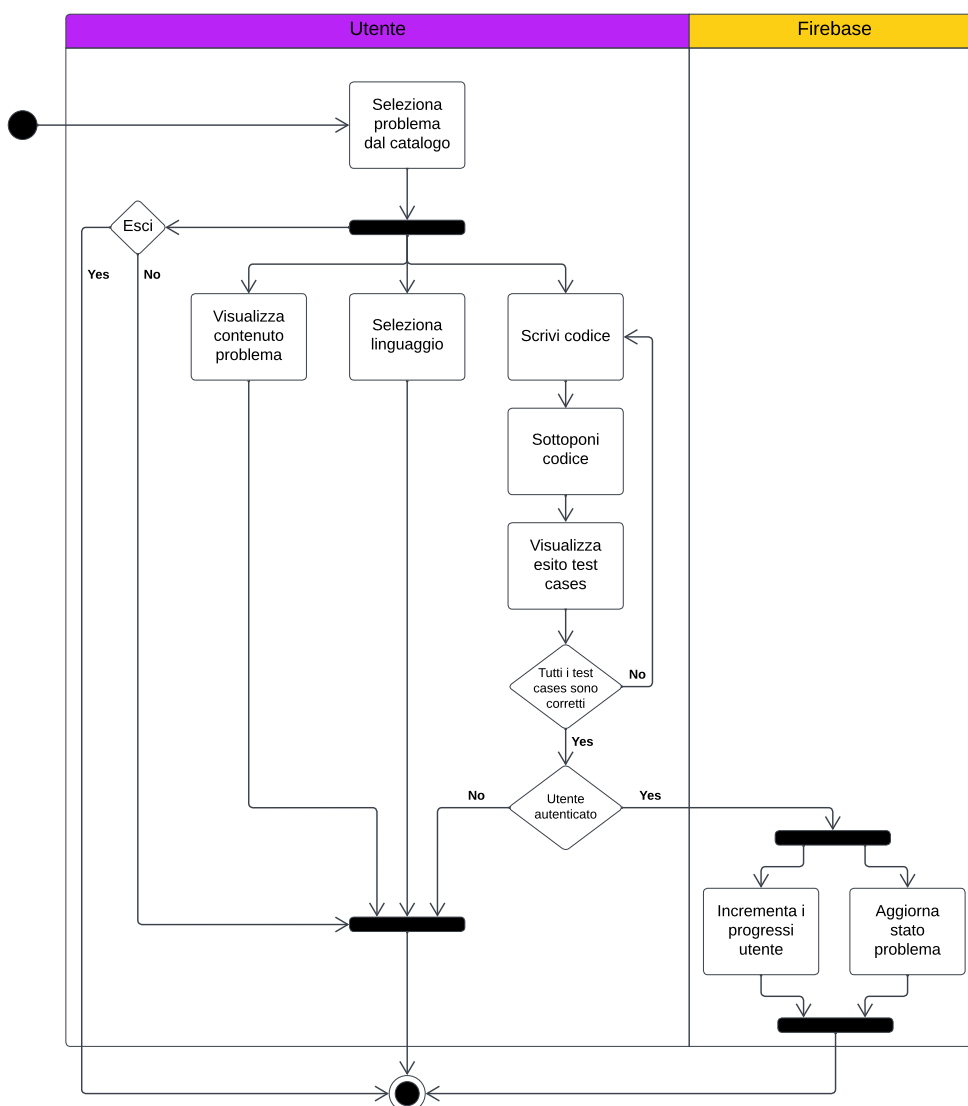 Utente
Firebase
Seleziona
problema
dal catalogo
Esci
Yes
No
Visualizza
contenuto
problema
Seleziona
linguaggio
Scrivi codice
Sottoponi
codice
Visualizza
esito test
cases
Tutti i test
cases sono
corretti
No
Yes
Utente
autenticato
No
Yes
Incrementa i
progressi
utente
Aggiorna
stato
problema